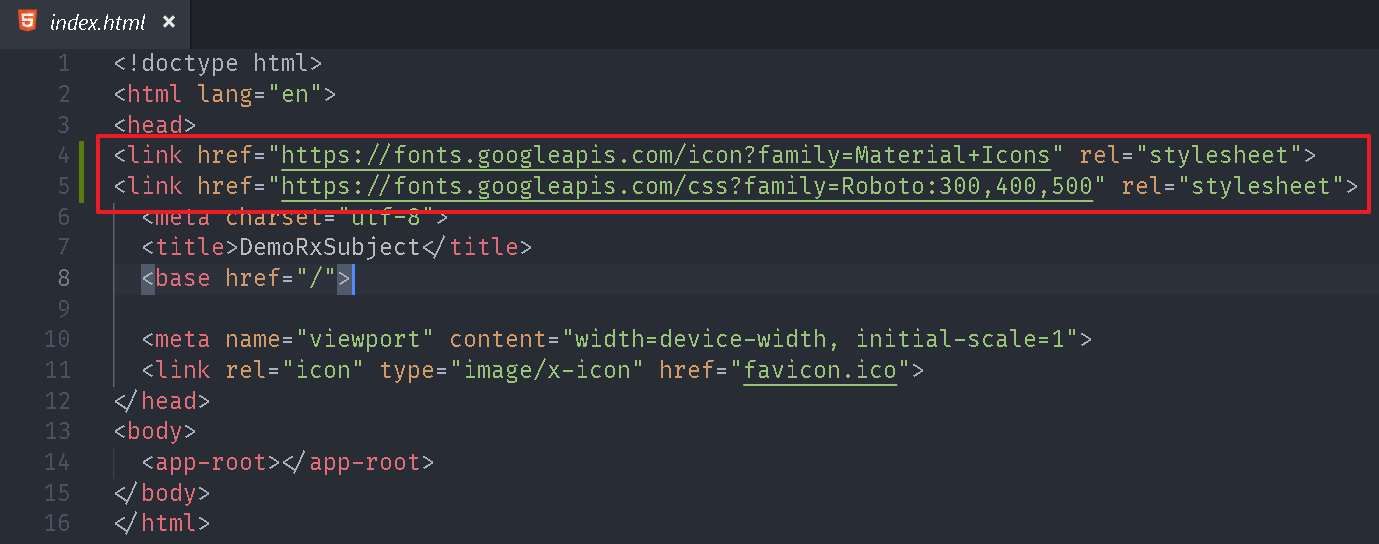 index.html ×
1 <!doctype html>
2 <html lang="en">
3 <head>
4 <link href="https://fonts.googleapis.com/icon?family=Material+Icons" rel="stylesheet">
5 <link href="https://fonts.googleapis.com/css?family=Roboto:300,400,500" rel="stylesheet">
6 <meta charset="utf-8">
7 <title>DemoRxSubject</title>
8 <base href="/">
9
10 <meta name="viewport" content="width=device-width, initial-scale=1">
11 <link rel="icon" type="image/x-icon" href="favicon.ico">
12 </head>
13 <body>
14 <app-root></app-root>
15 </body>
16 </html>